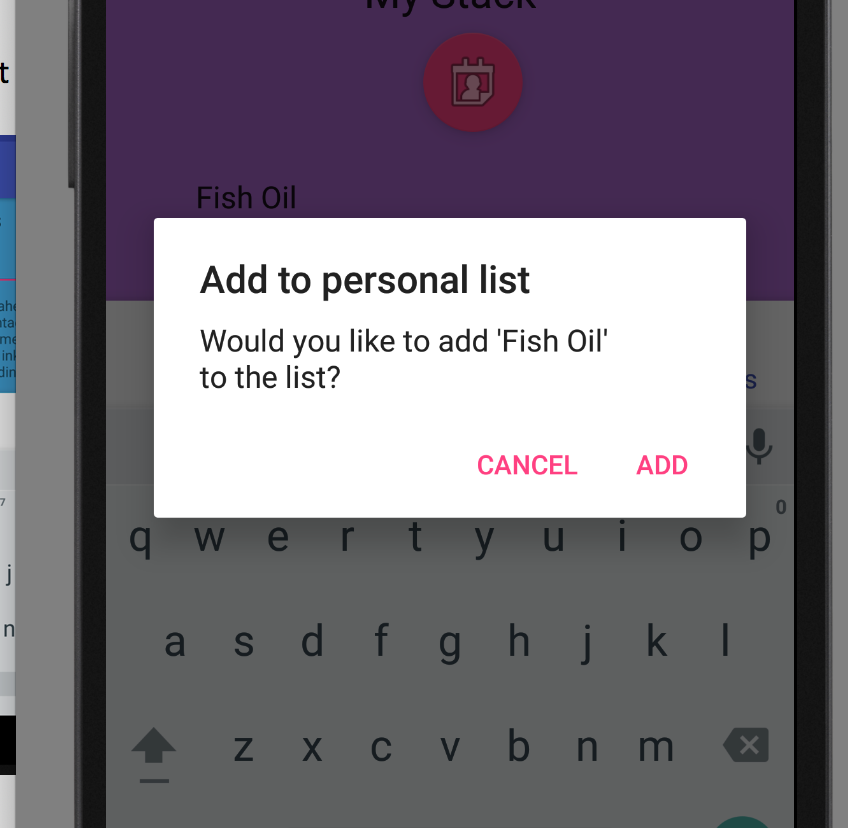 My Stack
t
Fish Oil
Add to personal list
Would you like to add 'Fish Oil'
to the list?
s
CANCEL ADD
0
q w e r t y u i o p
a s d f g h j k l
z x c v b n m
7
j
n